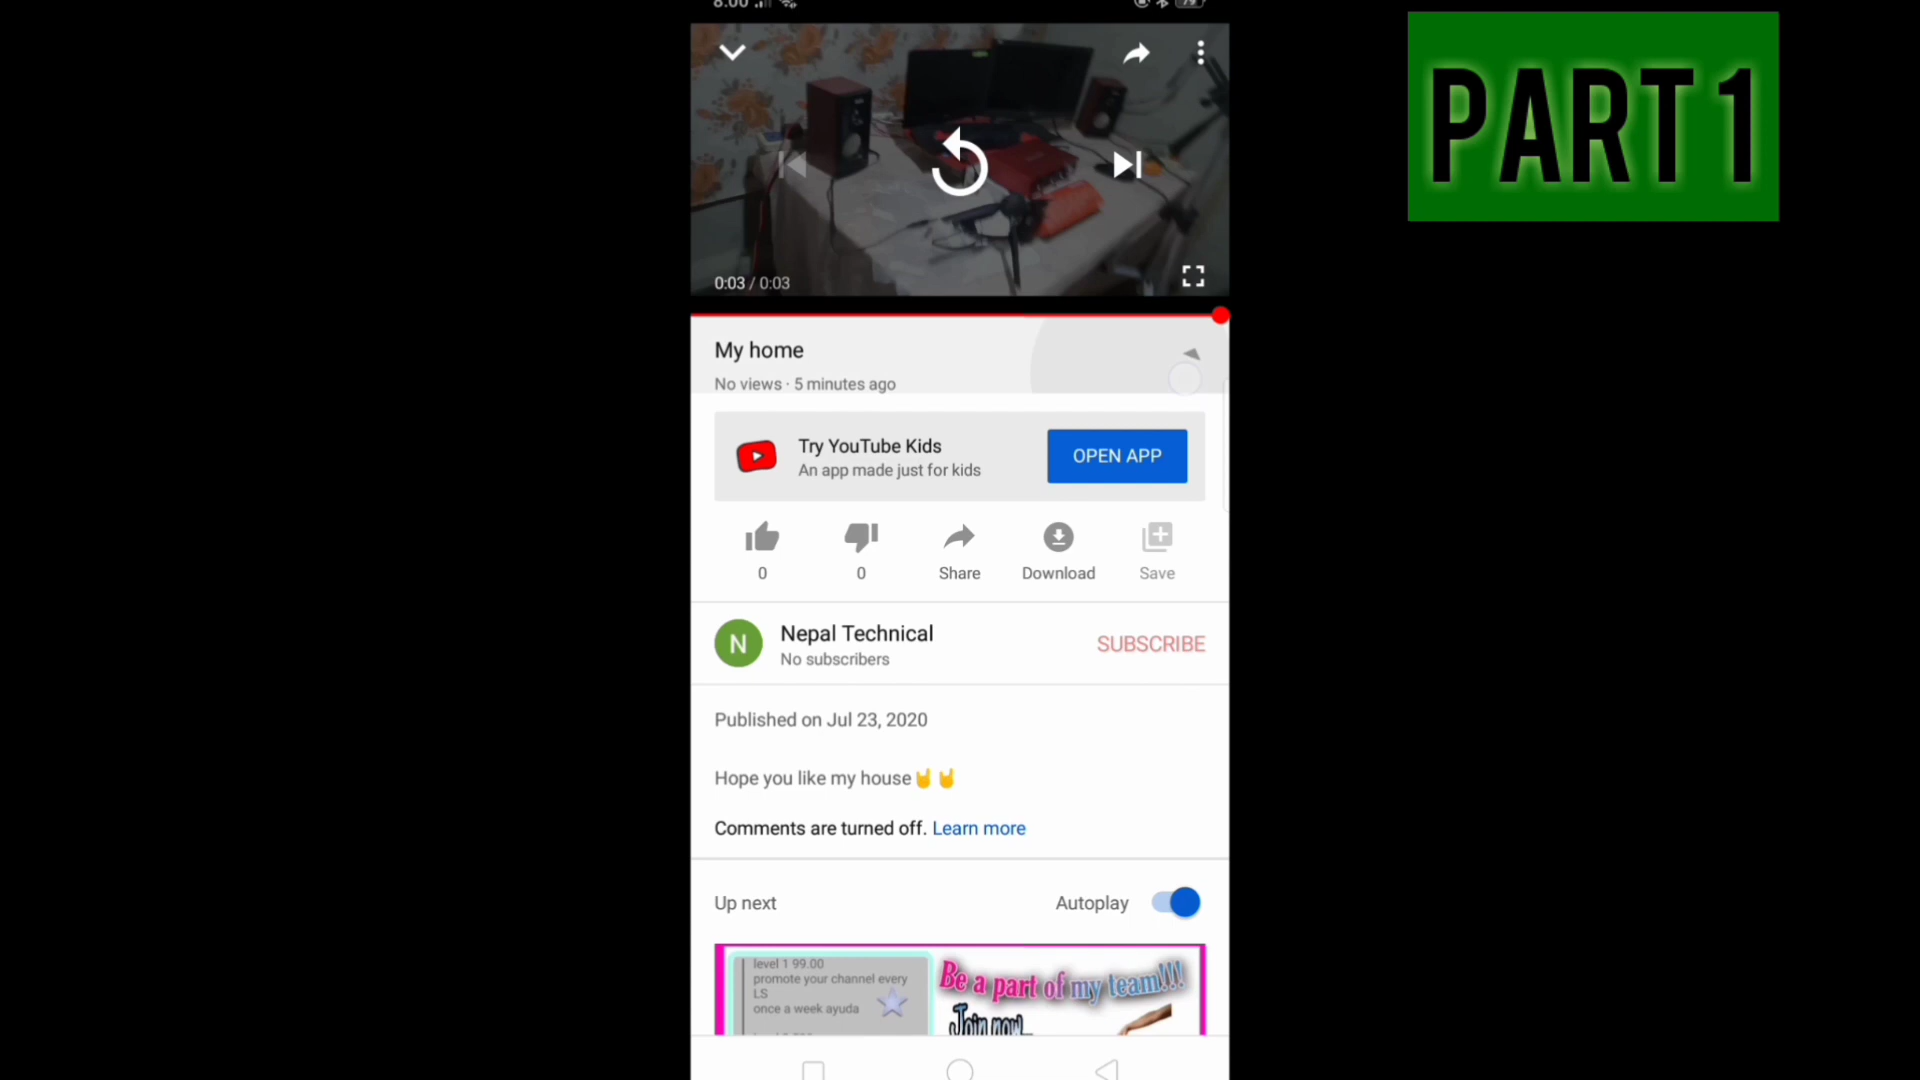 8:00
79
PART 1
0:03 / 0:03
My home
No views · 5 minutes ago
Try YouTube Kids
An app made just for kids
OPEN APP
0
0
Share
Download
Save
N
Nepal Technical
No subscribers
SUBSCRIBE
Published on Jul 23, 2020
Hope you like my house🤘🤘
Comments are turned off. Learn more
Up next
Autoplay
level 1 99.00
promote your channel every
LS
once a week ayuda
Be a part of my team!!!
Join now...